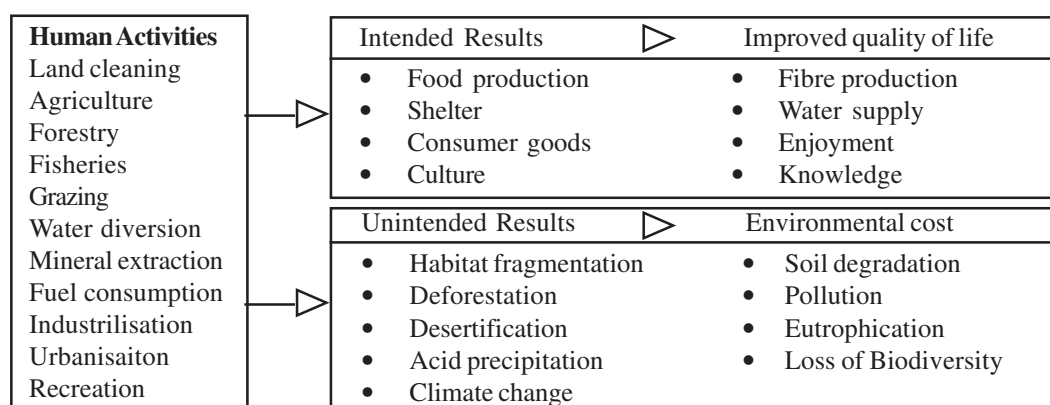 Human Activities
Land cleaning
Agriculture
Forestry
Fisheries
Grazing
Water diversion
Mineral extraction
Fuel consumption
Industrilisation
Urbanisaiton
Recreation
Intended Results Improved quality of life
• Food production • Fibre production
• Shelter • Water supply
• Consumer goods • Enjoyment
• Culture • Knowledge
Unintended Results Environmental cost
• Habitat fragmentation • Soil degradation
• Deforestation • Pollution
• Desertification • Eutrophication
• Acid precipitation • Loss of Biodiversity
• Climate change